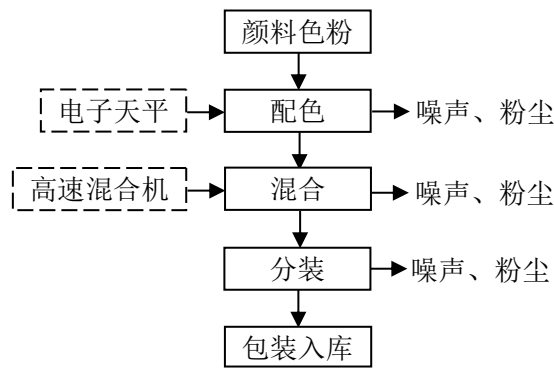 颜料色粉
电子天平
配色
噪声、粉尘
高速混合机
混合
噪声、粉尘
分装
噪声、粉尘
包装入库